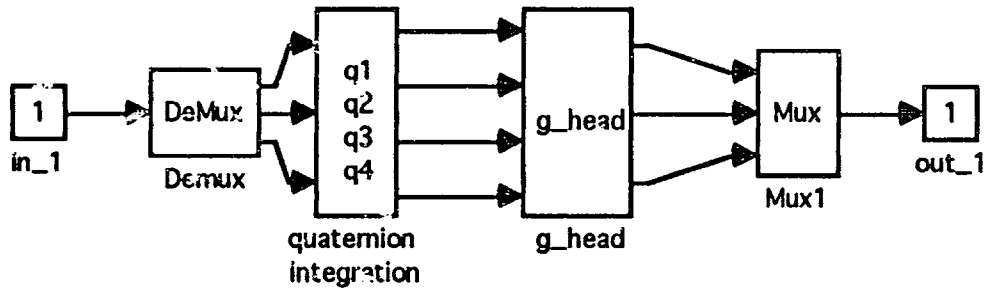 1
in_1
DeMux
Demux
q1
q2
q3
q4
quaternion
integration
g_head
g_head
Mux
Mux1
1
out_1